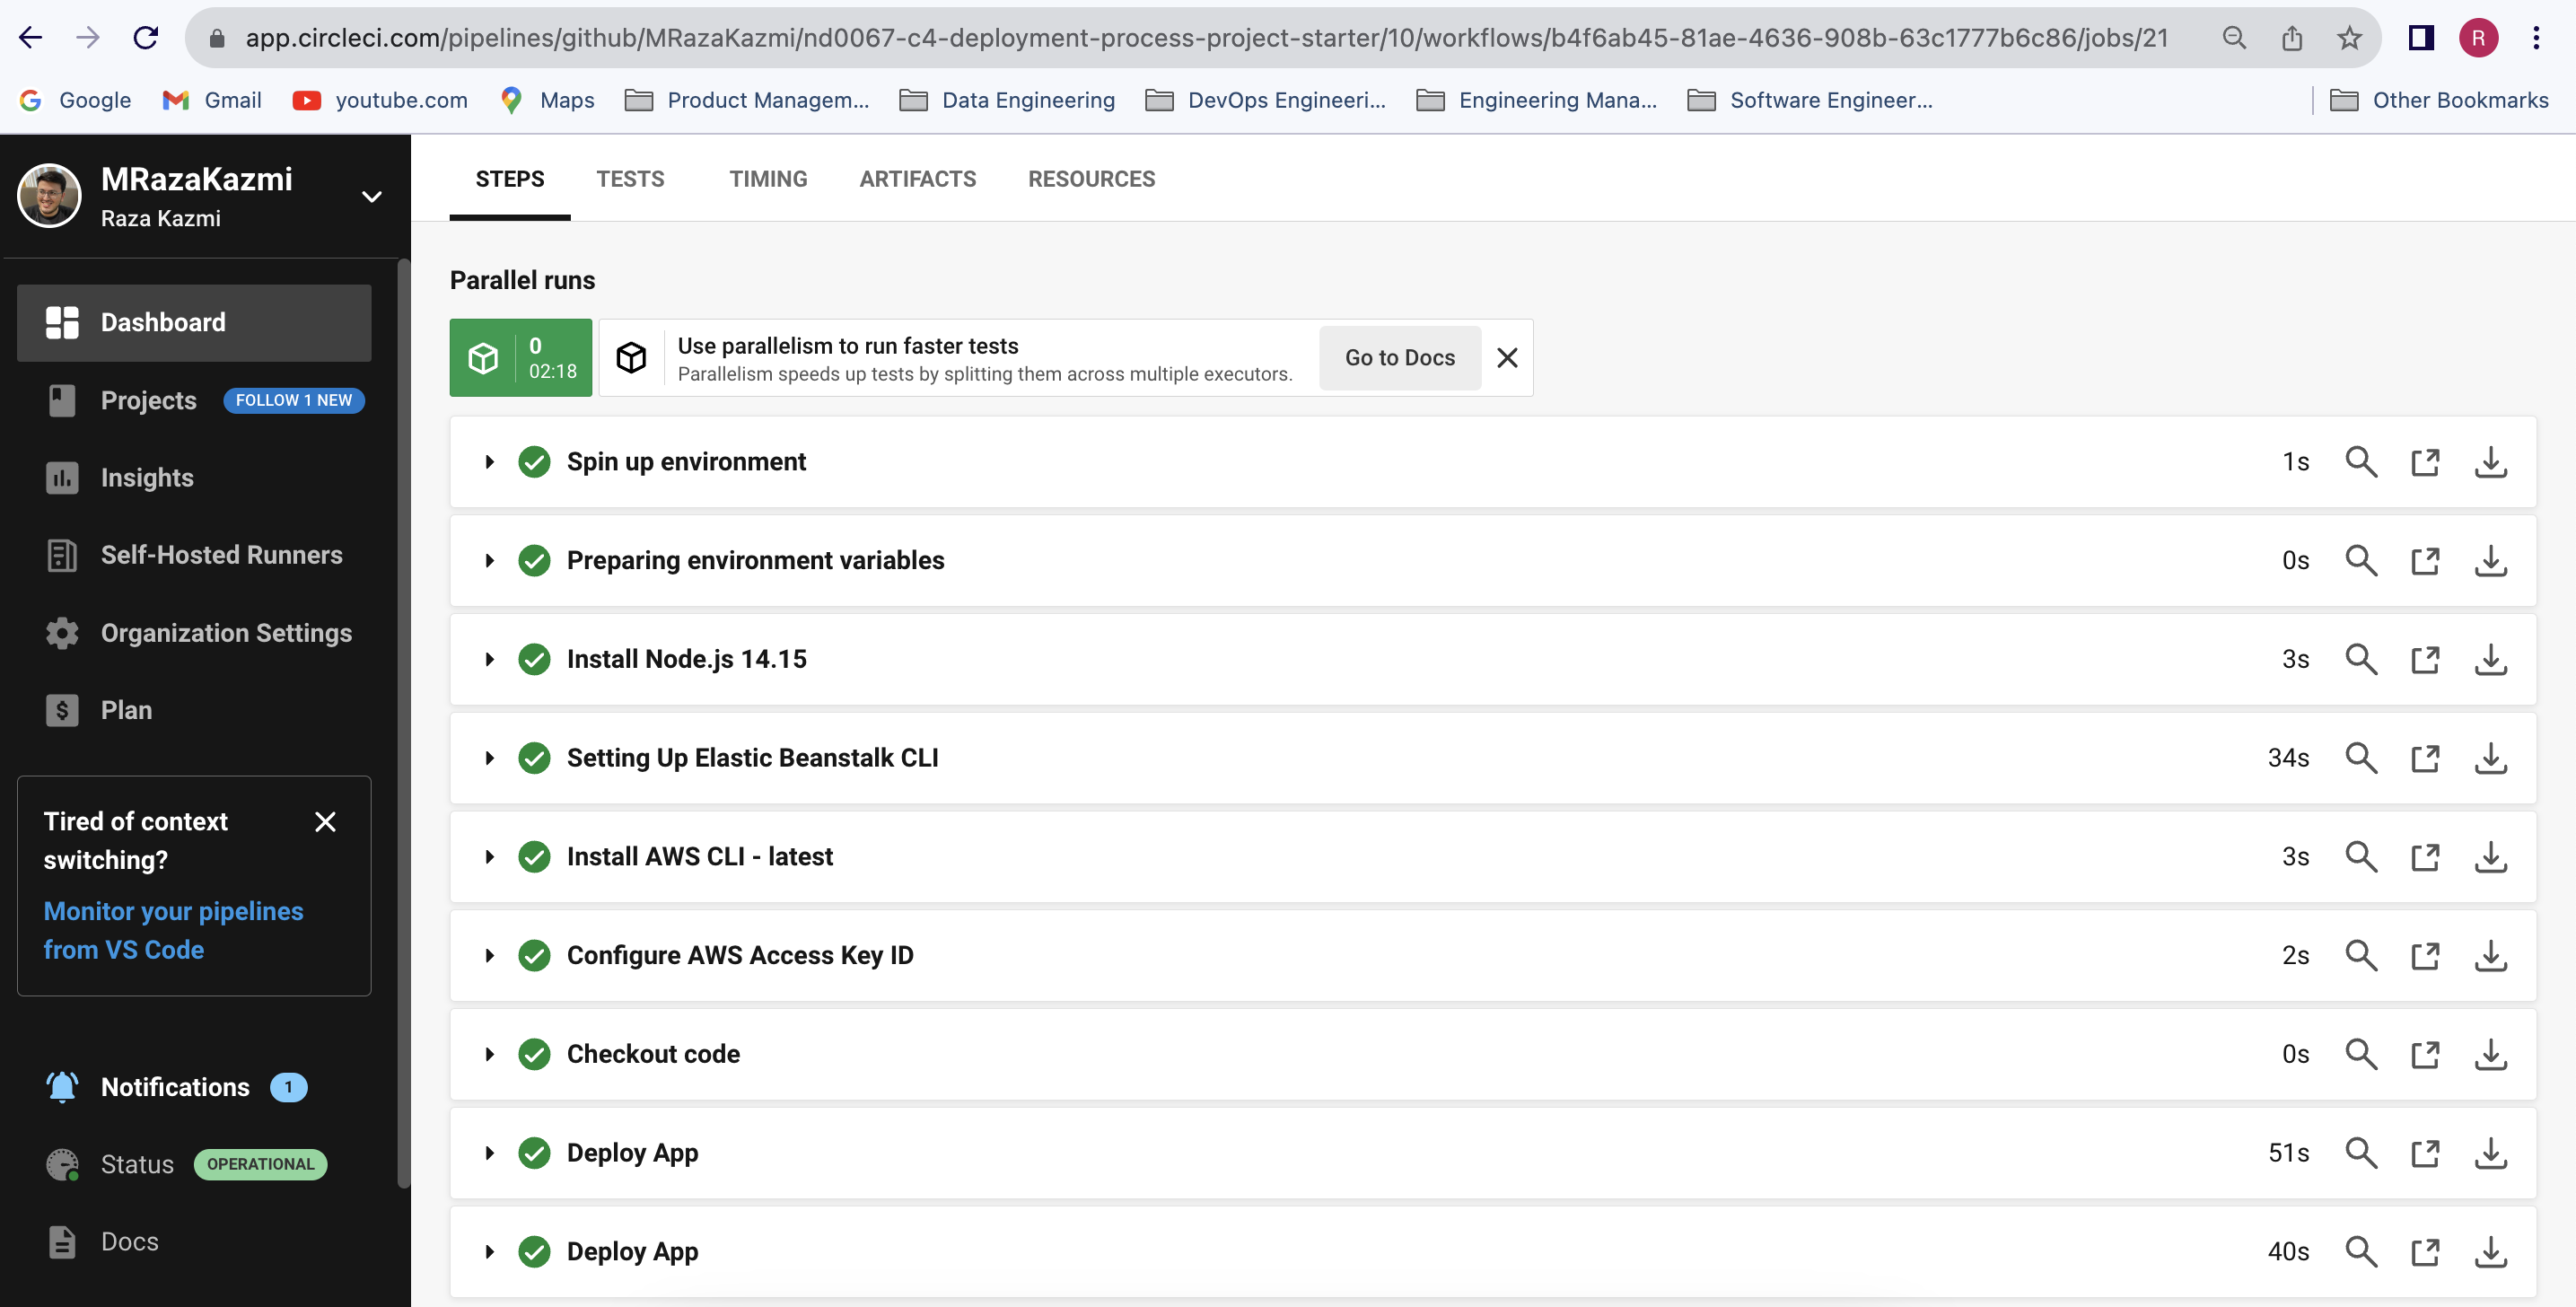 app.circleci.com/pipelines/github/MRazaKazmi/nd0067-c4-deployment-process-project-starter/10/workflows/b4f6ab45-81ae-4636-908b-63c1777b6c86/jobs/21
R
Google
Gmail
youtube.com
Maps
Product Managem...
Data Engineering
DevOps Engineeri...
Engineering Mana...
Software Engineer...
Other Bookmarks
MRazaKazmi
Raza Kazmi
Dashboard
Projects
FOLLOW 1 NEW
Insights
Self-Hosted Runners
Organization Settings
Plan
Tired of context
switching?
Monitor your pipelines
from VS Code
Notifications
1
Status
OPERATIONAL
Docs
STEPS
TESTS
TIMING
ARTIFACTS
RESOURCES
Parallel runs
0
02:18
Use parallelism to run faster tests
Parallelism speeds up tests by splitting them across multiple executors.
Go to Docs
Spin up environment
1s
Preparing environment variables
0s
Install Node.js 14.15
3s
Setting Up Elastic Beanstalk CLI
34s
Install AWS CLI - latest
3s
Configure AWS Access Key ID
2s
Checkout code
0s
Deploy App
51s
Deploy App
40s